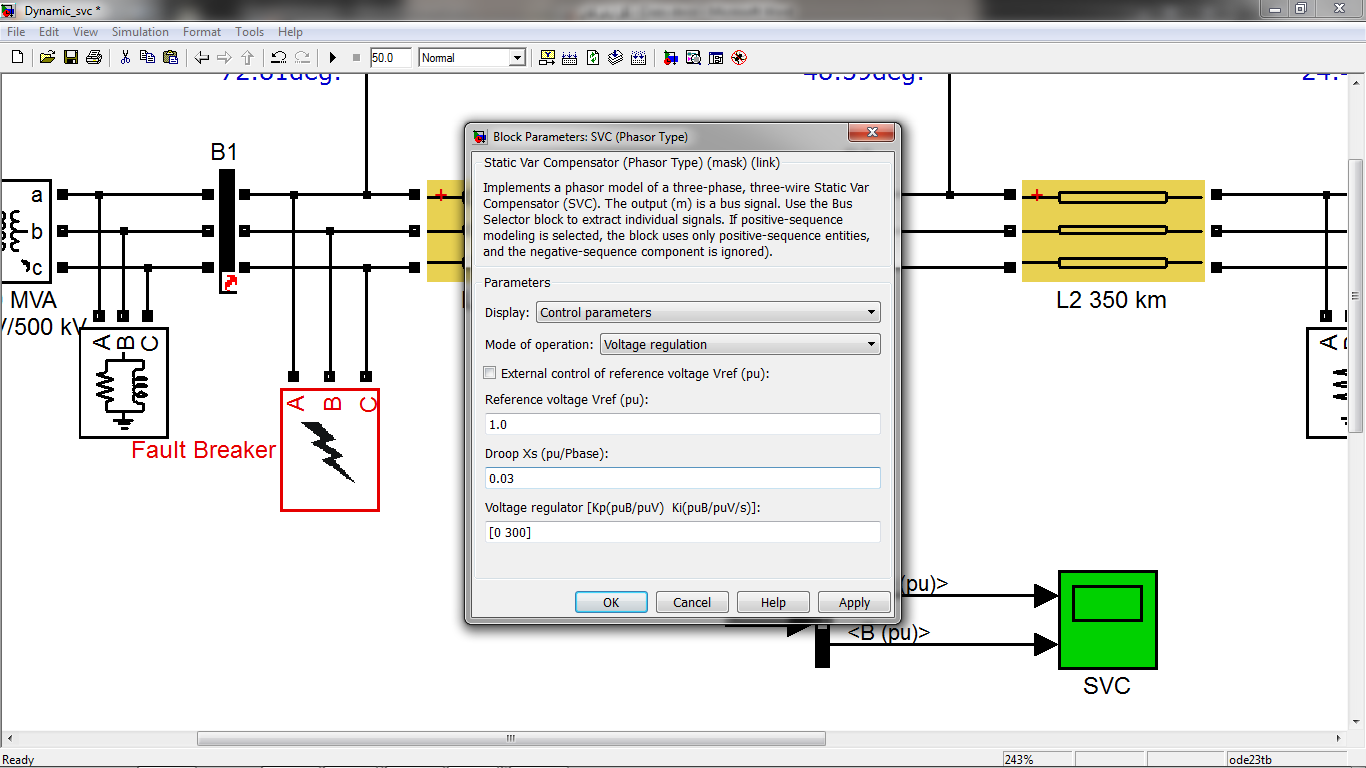 Dynamic_svc *
File Edit View Simulation Format Tools Help
50.0 Normal
72.81deg.
48.59deg.
B1
a
b
c
MVA
/500 kV
A B C
Fault Breaker
A B C
L2 350 km
A
Block Parameters: SVC (Phasor Type)
Static Var Compensator (Phasor Type) (mask) (link)
Implements a phasor model of a three-phase, three-wire Static Var
Compensator (SVC). The output (m) is a bus signal. Use the Bus
Selector block to extract individual signals. If positive-sequence
modeling is selected, the block uses only positive-sequence entities,
and the negative-sequence component is ignored).
Parameters
Display: Control parameters
Mode of operation: Voltage regulation
External control of reference voltage Vref (pu):
Reference voltage Vref (pu):
1.0
Droop Xs (pu/Pbase):
0.03
Voltage regulator [Kp(puB/puV) Ki(puB/puV/s)]:
[0 300]
OK Cancel Help Apply
(pu)>
<B (pu)>
SVC
Ready 243% ode23tb